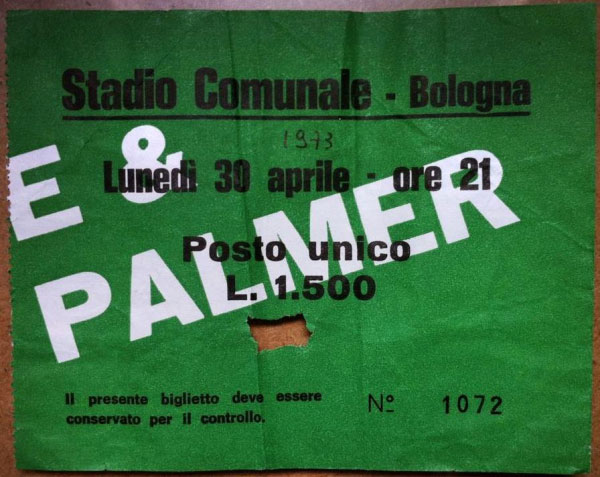 Stadio Comunale - Bologna
1973
E &
Lunedì 30 aprile - ore 21
PALMER
Posto unico
L. 1.500
Il presente biglietto deve essere
conservato per il controllo.
Nº 1072